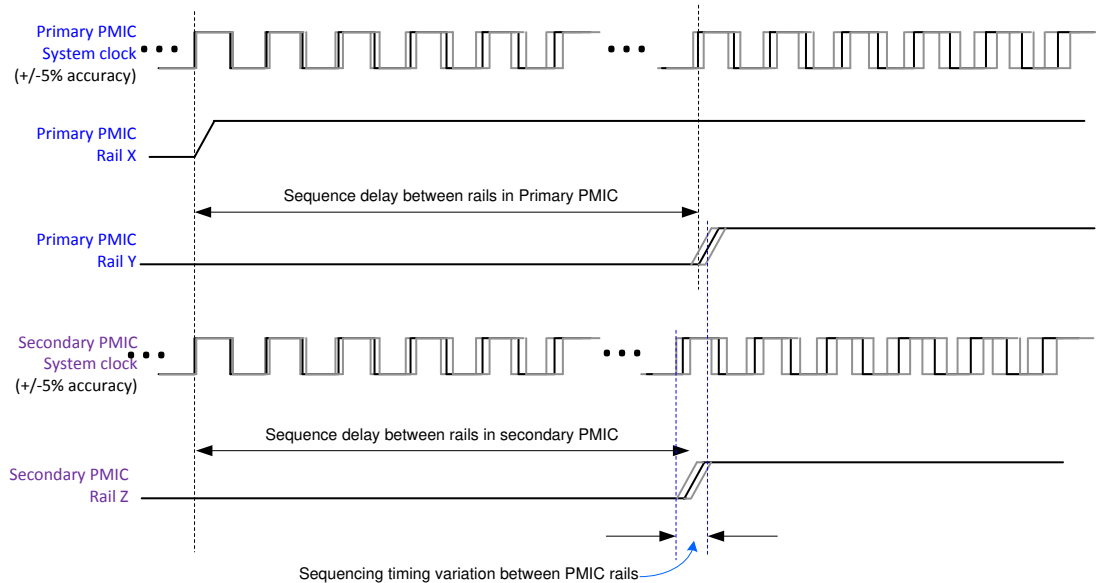 Primary PMIC
System clock
(+/-5% accuracy)
Primary PMIC
Rail X
Sequence delay between rails in Primary PMIC
Primary PMIC
Rail Y
Secondary PMIC
System clock
(+/-5% accuracy)
Sequence delay between rails in secondary PMIC
Secondary PMIC
Rail Z
Sequencing timing variation between PMIC rails